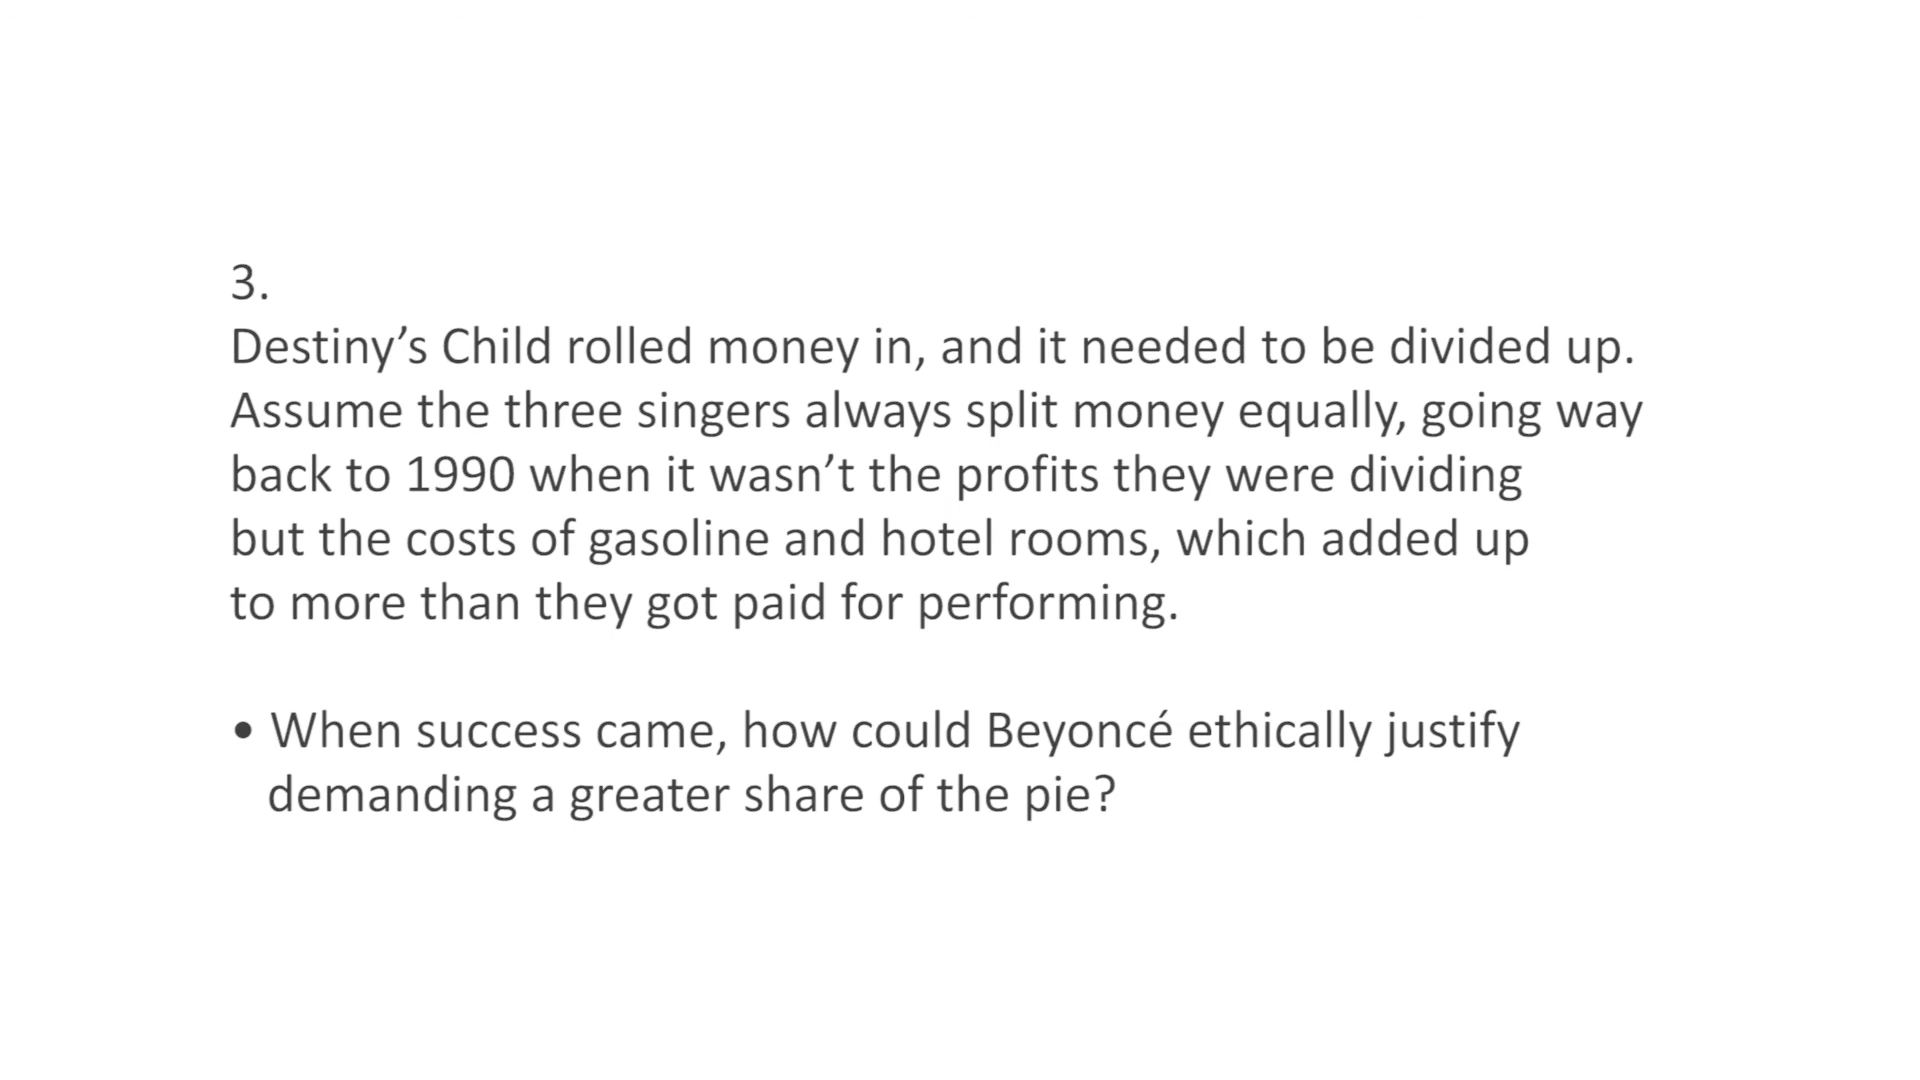 3.
Destiny’s Child rolled money in, and it needed to be divided up.
Assume the three singers always split money equally, going way
back to 1990 when it wasn’t the profits they were dividing
but the costs of gasoline and hotel rooms, which added up
to more than they got paid for performing.
• When success came, how could Beyoncé ethically justify
demanding a greater share of the pie?